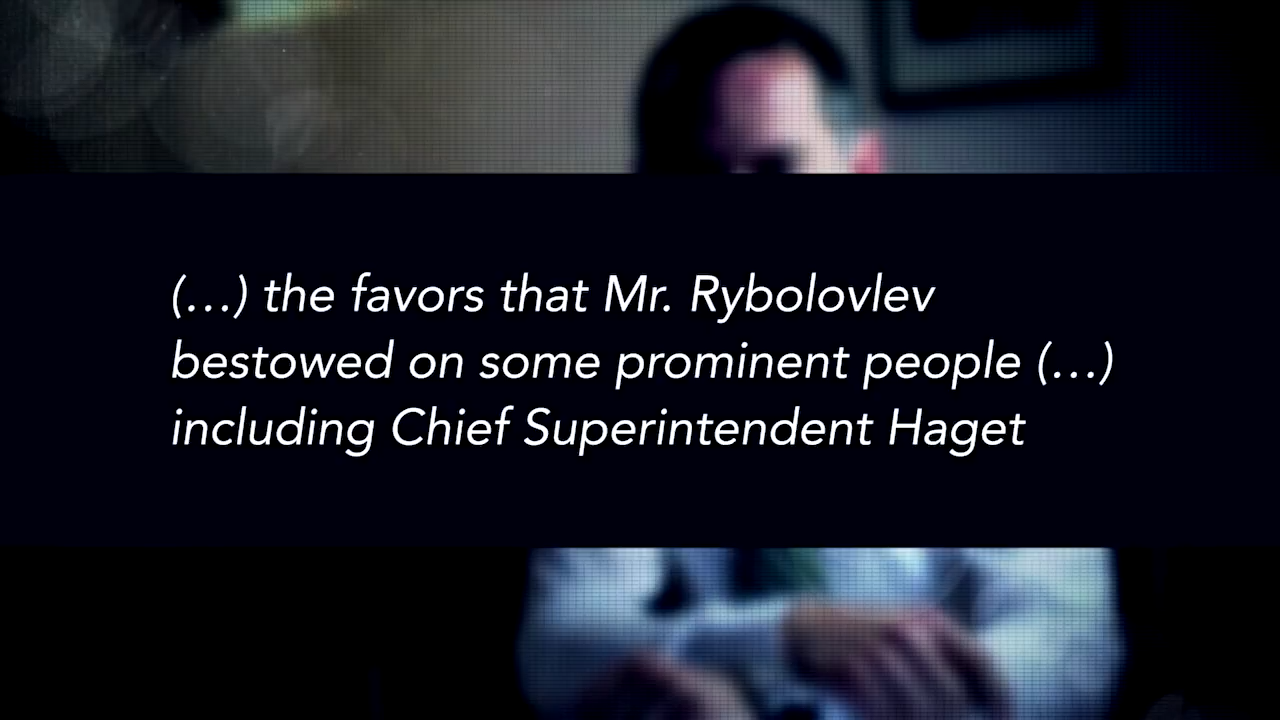 (...) the favors that Mr. Rybolovlev
bestowed on some prominent people (...)
including Chief Superintendent Haget